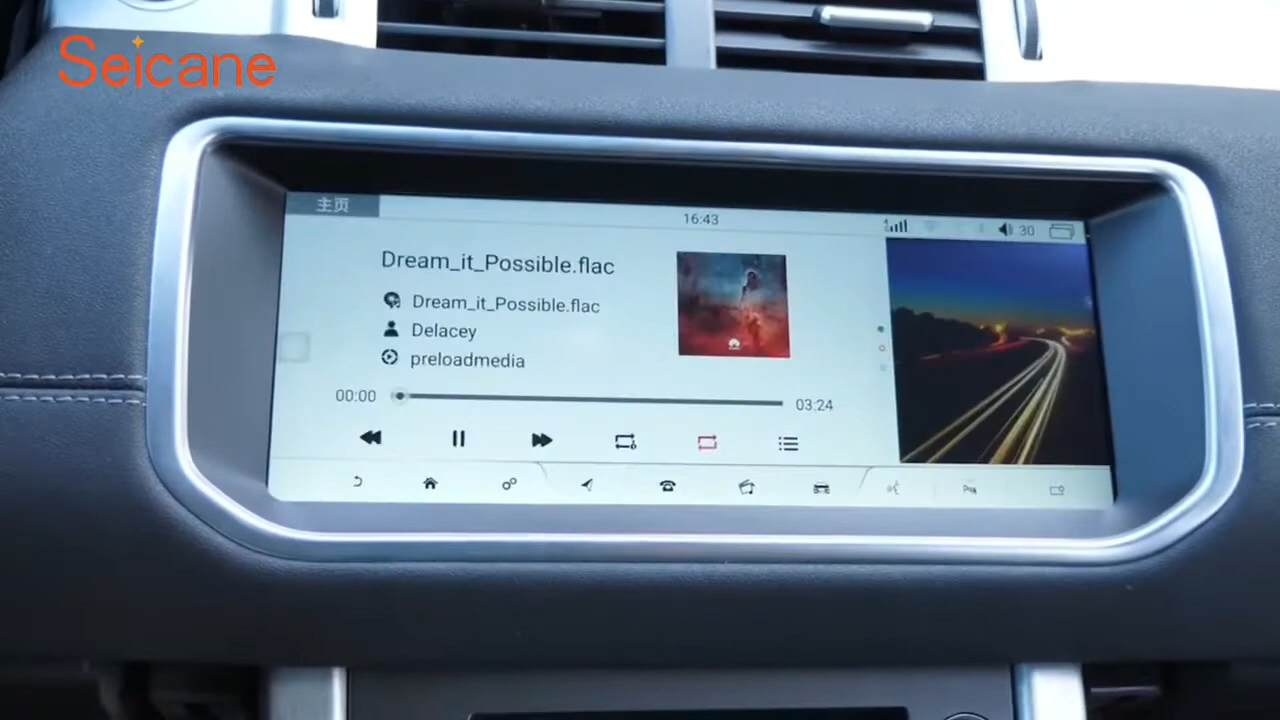 Seicane
主页
16:43
30
Dream_it_Possible.flac
Dream_it_Possible.flac
Delacey
preloadmedia
00:00
03:24